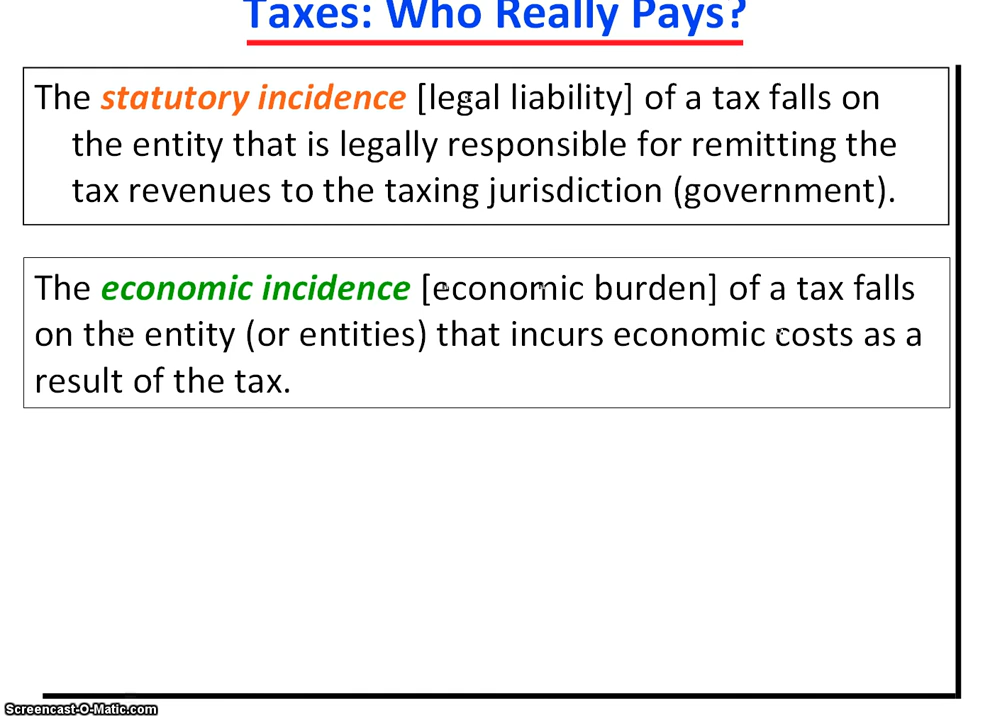 Taxes: Who Really Pays?
The statutory incidence [legal liability] of a tax falls on
the entity that is legally responsible for remitting the
tax revenues to the taxing jurisdiction (government).
The economic incidence [economic burden] of a tax falls
on the entity (or entities) that incurs economic costs as a
result of the tax.
Screencast-O-Matic.com